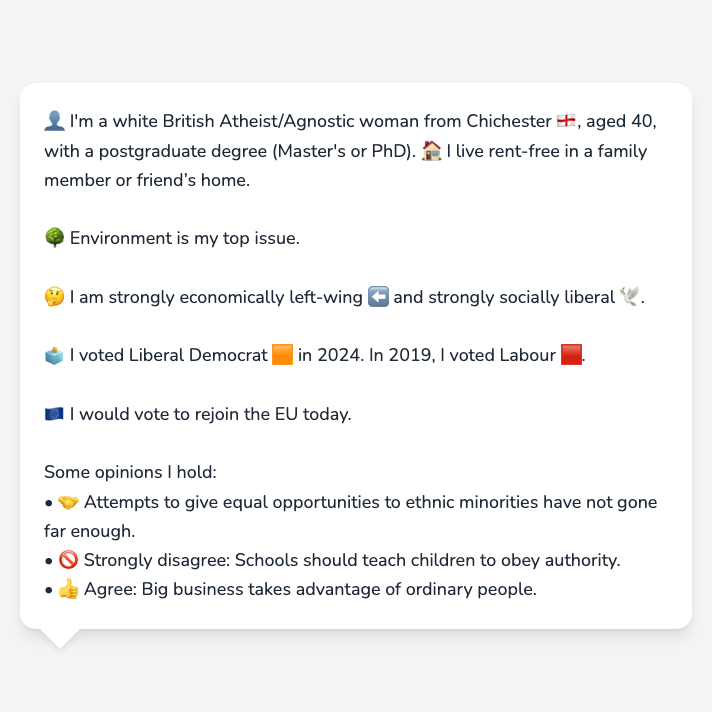 👤 I'm a white British Atheist/Agnostic woman from Chichester 🏴󠁧󠁢󠁥󠁮󠁧󠁿, aged 40,
with a postgraduate degree (Master's or PhD). 🏠 I live rent-free in a family
member or friend’s home.
🌳 Environment is my top issue.
🤔 I am strongly economically left-wing ⬅️ and strongly socially liberal 🕊️.
🗳️ I voted Liberal Democrat 🟧 in 2024. In 2019, I voted Labour 🟥.
🇪🇺 I would vote to rejoin the EU today.
Some opinions I hold:
• 🤝 Attempts to give equal opportunities to ethnic minorities have not gone
far enough.
• 🚫 Strongly disagree: Schools should teach children to obey authority.
• 👍 Agree: Big business takes advantage of ordinary people.